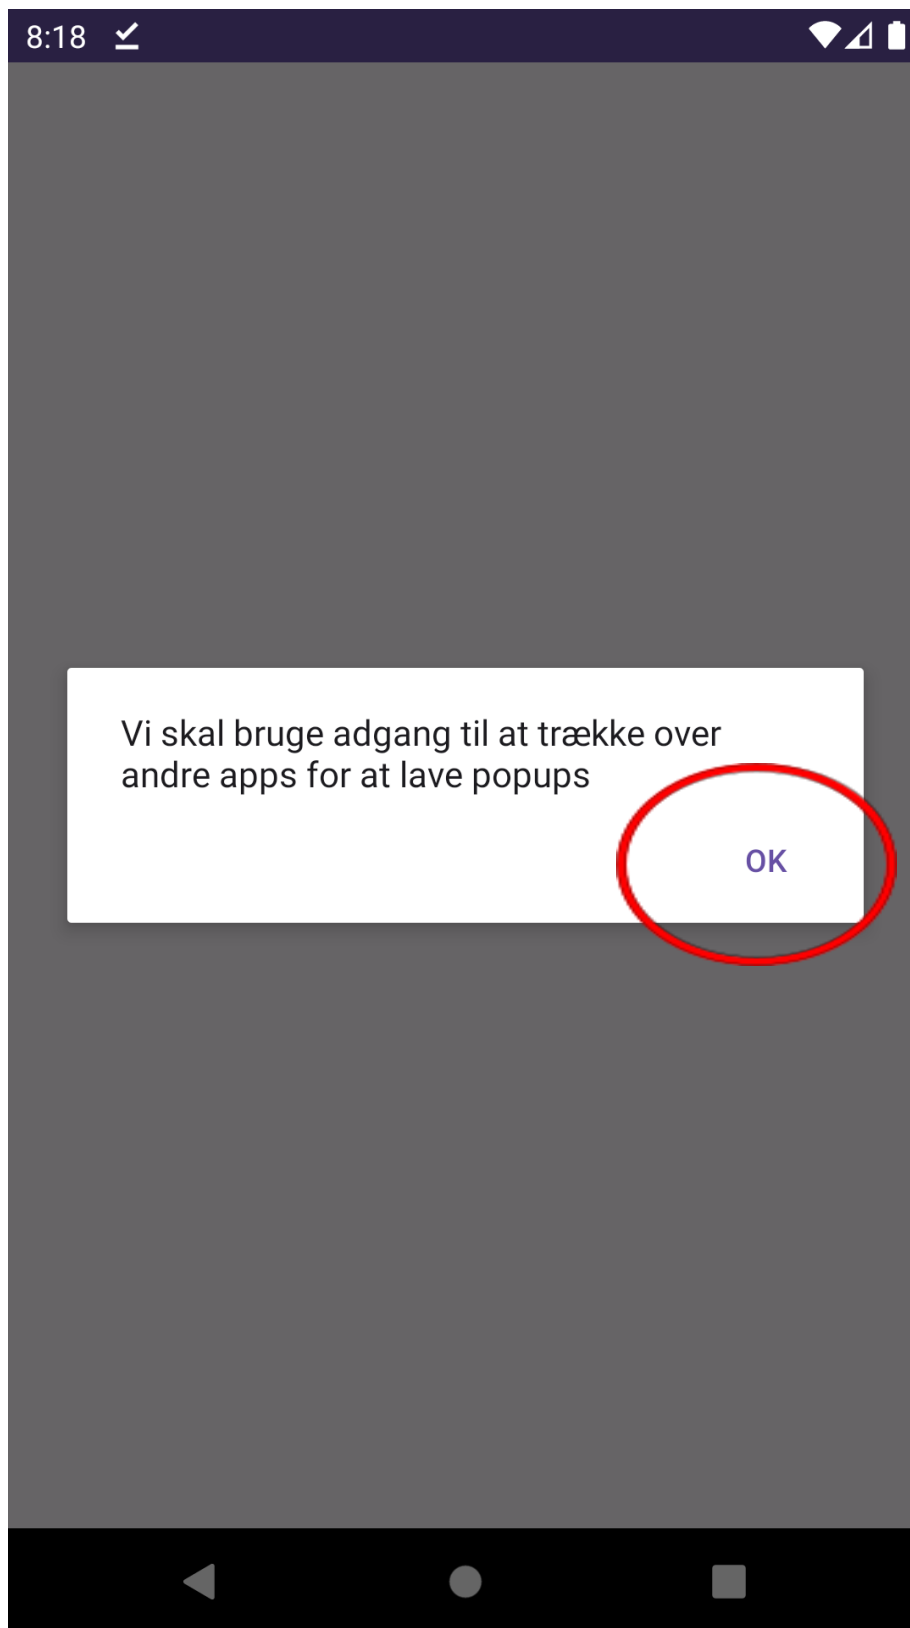 8:18
Vi skal bruge adgang til at trække over
andre apps for at lave popups
OK